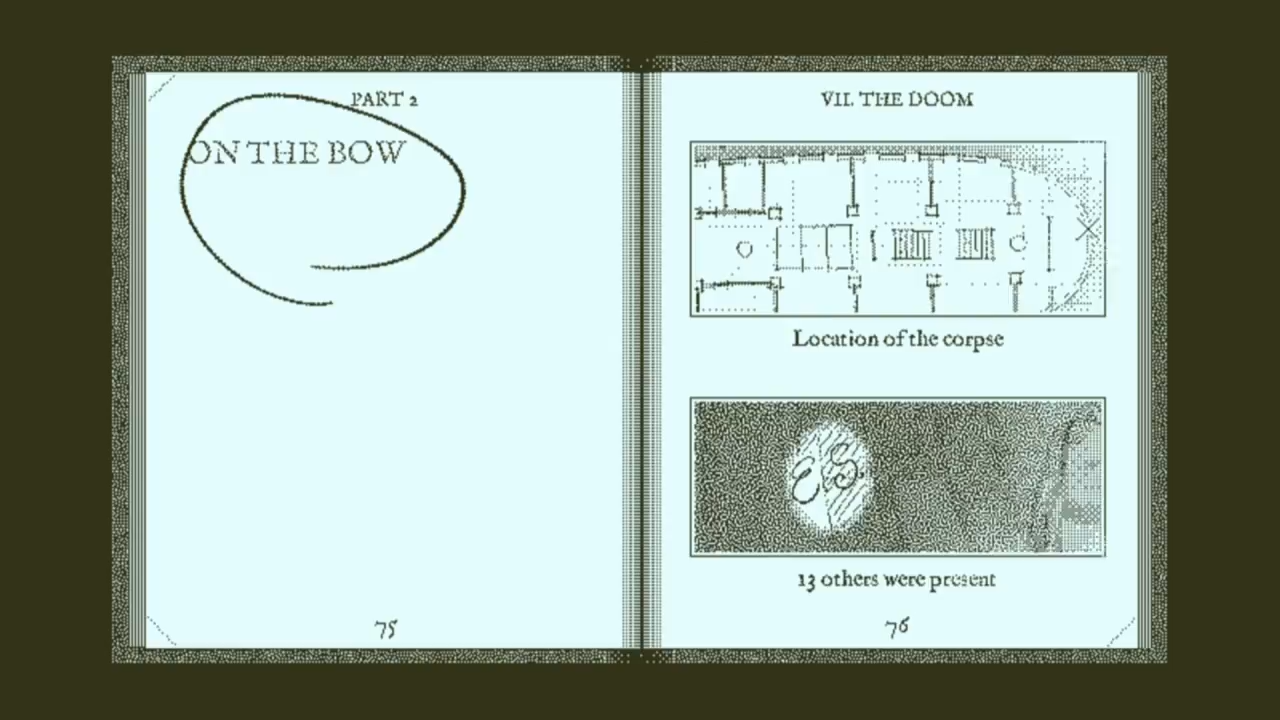 PART 2
ON THE BOW
75
VII. THE DOOM
Location of the corpse
E.S.
13 others were present
76